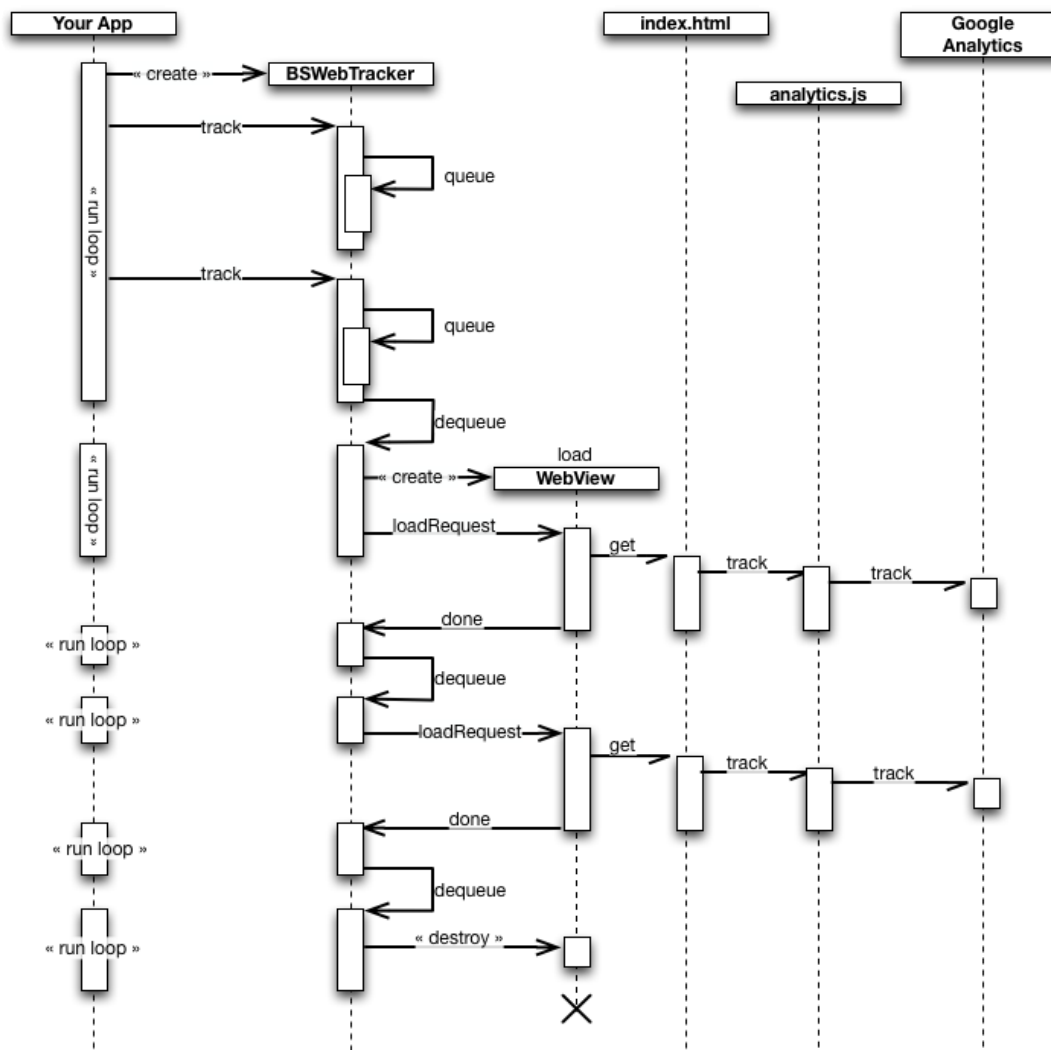 Your App
index.html
Google
Analytics
« create »
BSWebTracker
analytics.js
track
queue
« run loop »
track
queue
dequeue
load
« run loop »
« create »
WebView
loadRequest
get
track
track
done
« run loop »
dequeue
« run loop »
loadRequest
get
track
track
done
« run loop »
dequeue
« run loop »
« destroy »